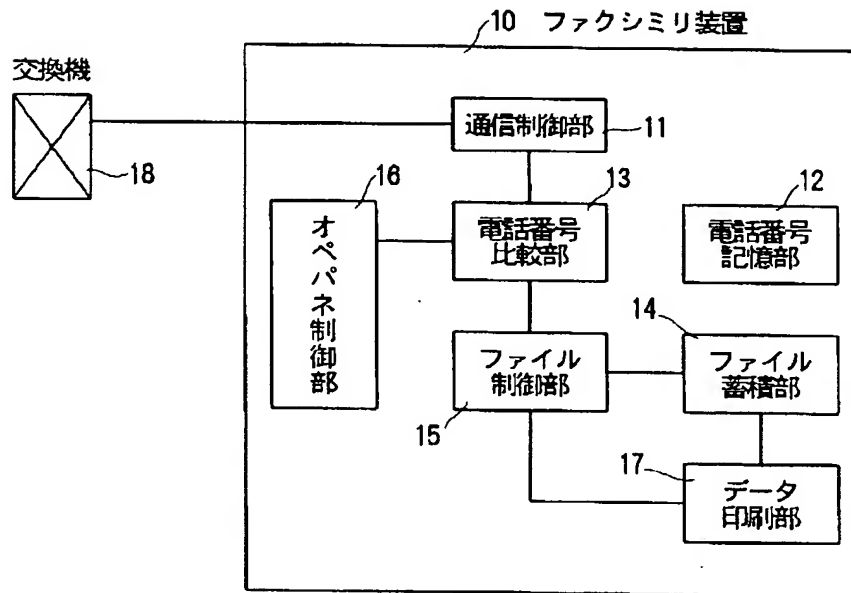 10 ファクシミリ装置
交換機
18
通信制御部
11
16
オペパネ制御部
13
電話番号
比較部
12
電話番号
記憶部
ファイル
制御部
15
14
ファイル
蓄積部
17
データ
印刷部